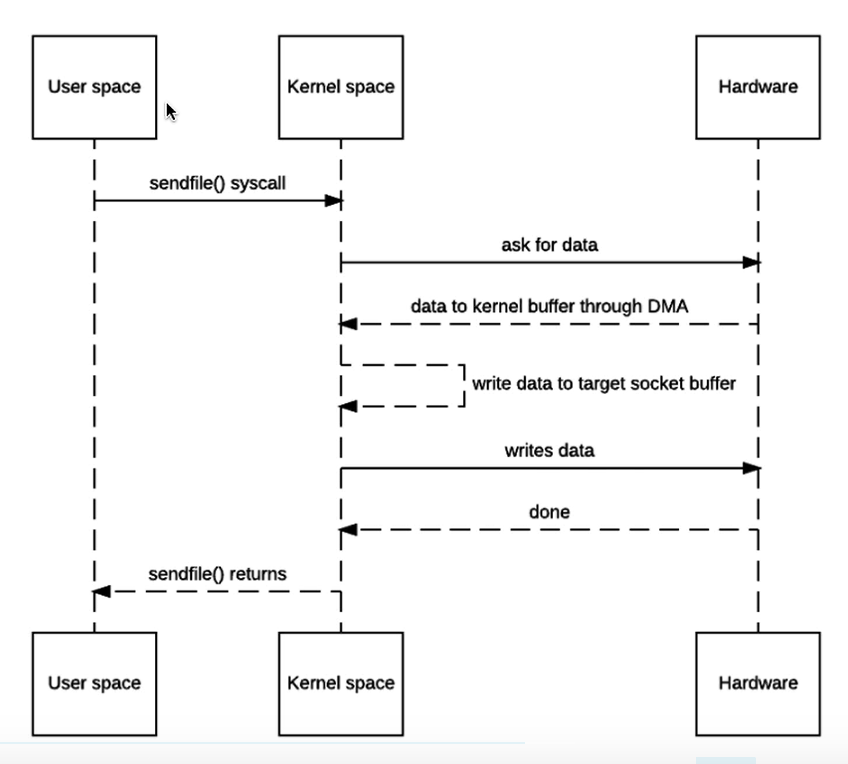 User space
Kernel space
Hardware
sendfile() syscall
ask for data
data to kernel buffer through DMA
write data to target socket buffer
writes data
done
sendfile() returns
User space
Kernel space
Hardware